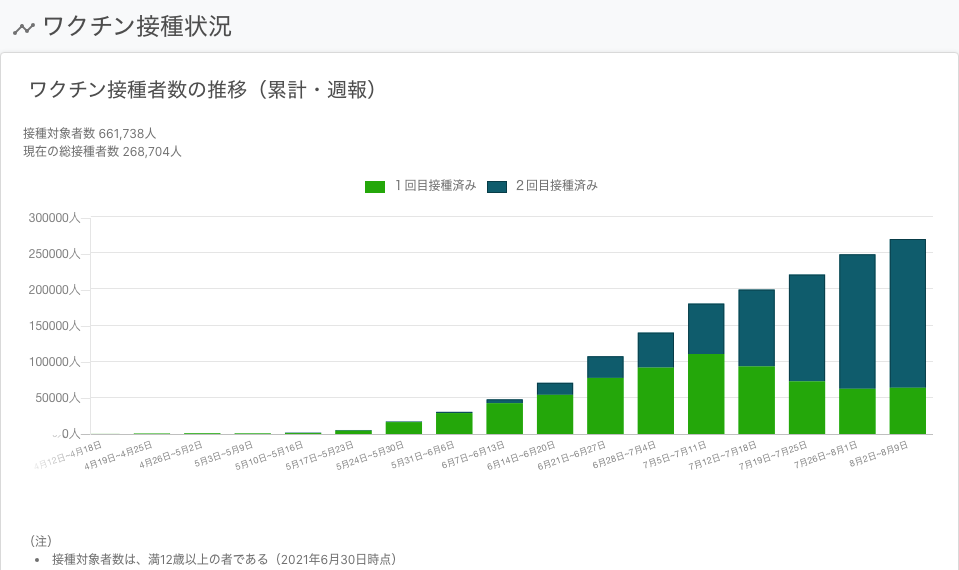 ワクチン接種状況
ワクチン接種者数の推移（累計・週報）
接種対象者数 661,738人
現在の総接種者数 268,704人
１回目接種済み ２回目接種済み
300000人
250000人
200000人
150000人
100000人
50000人
0人
4月12日~4月18日
4月19日~4月25日
4月26日~5月2日
5月3日~5月9日
5月10日~5月16日
5月17日~5月23日
5月24日~5月30日
5月31日~6月6日
6月7日~6月13日
6月14日~6月20日
6月21日~6月27日
6月28日~7月4日
7月5日~7月11日
7月12日~7月18日
7月19日~7月25日
7月26日~8月1日
8月2日~8月9日
（注）
• 接種対象者数は、満12歳以上の者である（2021年6月30日時点）